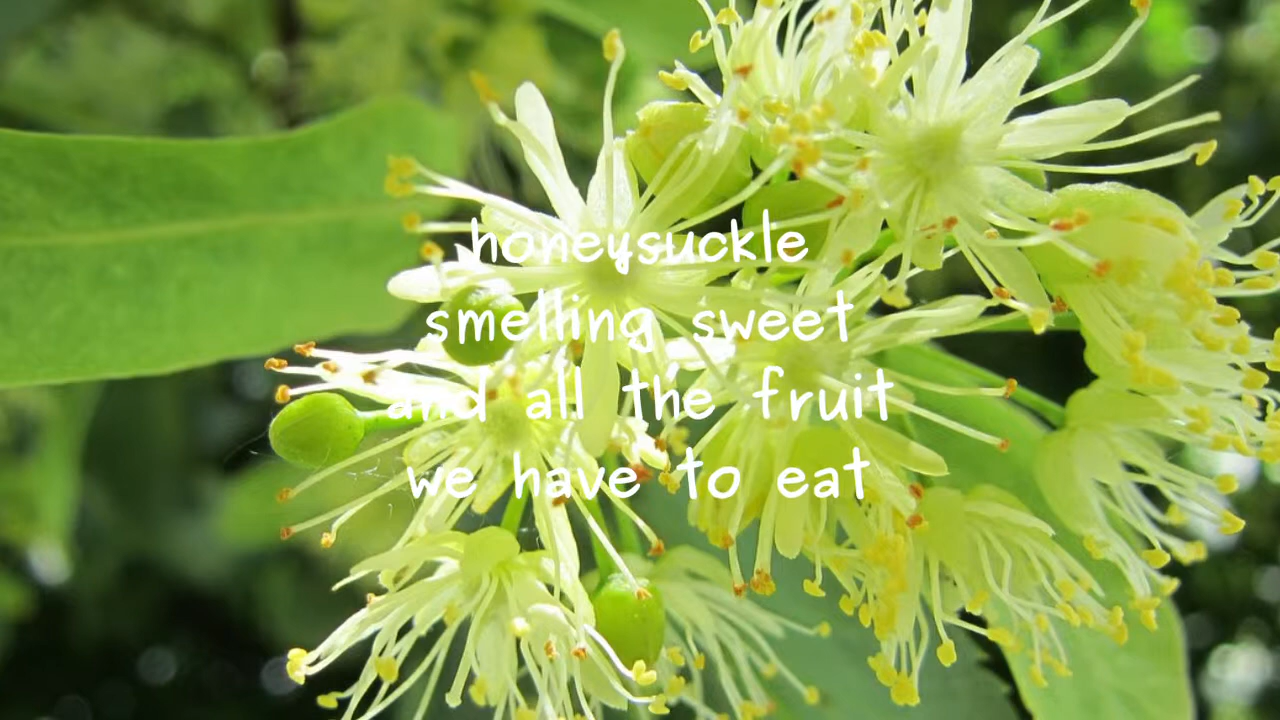 honeysuckle
smelling sweet
and all the fruit
we have to eat